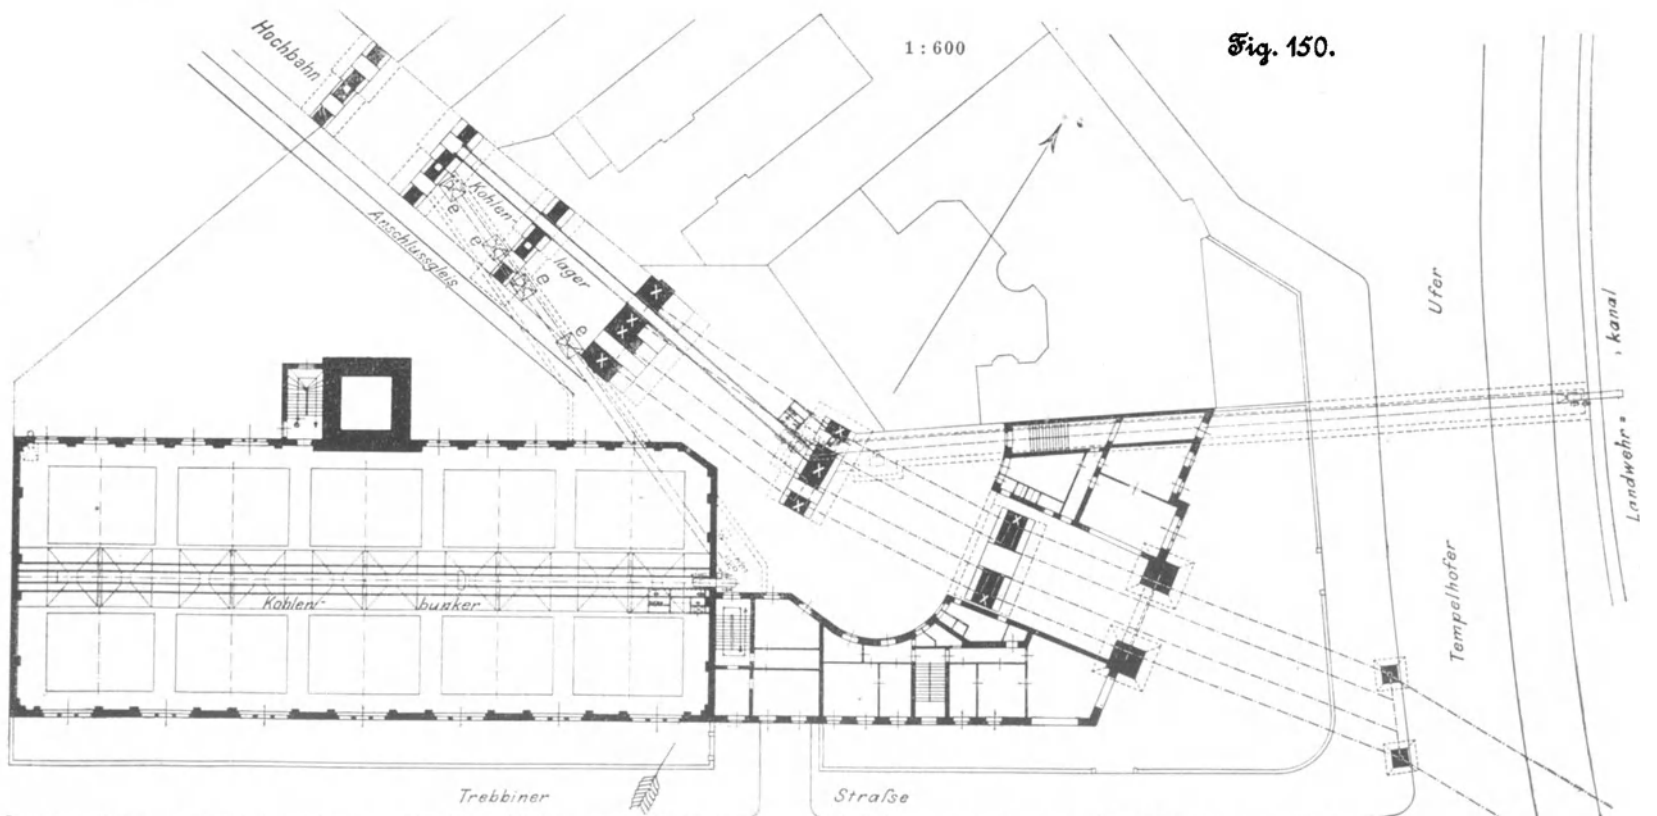 Hochbahn
1 : 600
Fig. 150.
Kohlen-
lager
Anschlussgleis
e
e
e
e
Ufer
kanal
Landwehr=
Tempelhofer
Kohlen-
bunker
Trebbiner
Straße